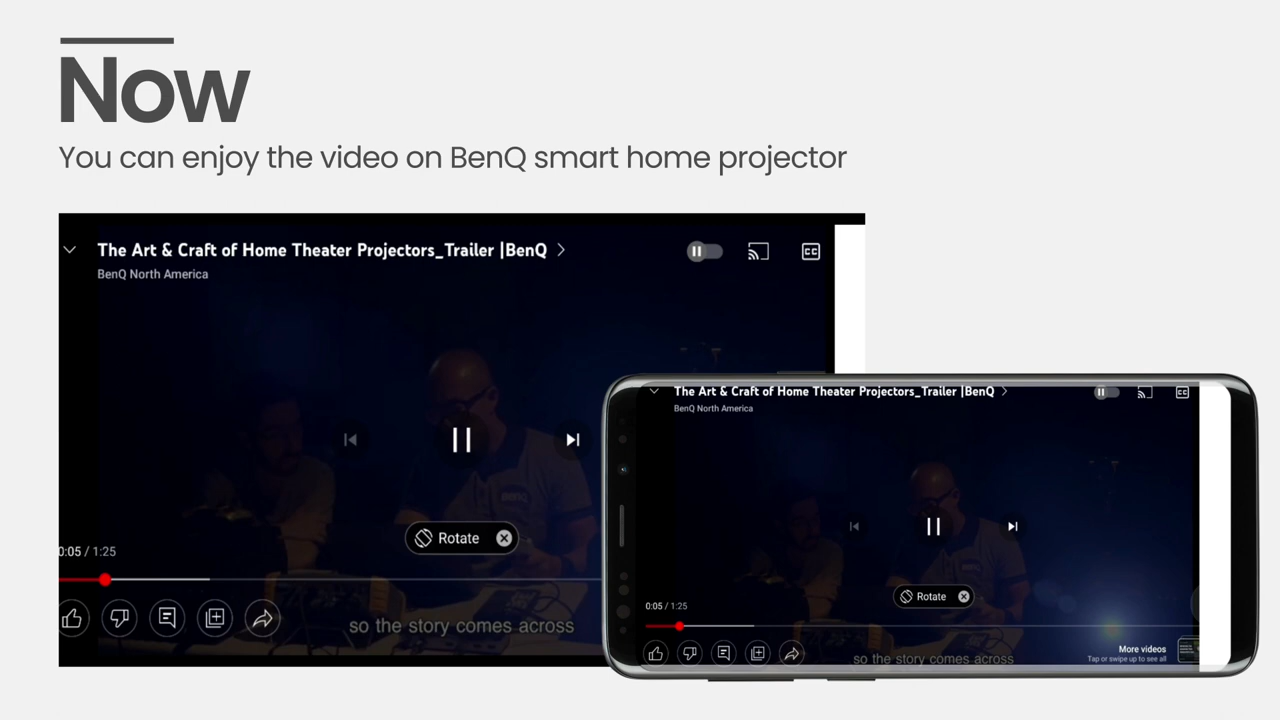 Now
You can enjoy the video on BenQ smart home projector
The Art & Craft of Home Theater Projectors_Trailer |BenQ
BenQ North America
CC
BenQ
Rotate
0:05 / 1:25
so the story comes across
The Art & Craft of Home Theater Projectors_Trailer |BenQ
BenQ North America
CC
Rotate
0:05 / 1:25
More videos
Tap or swipe up to see all
so the story comes across